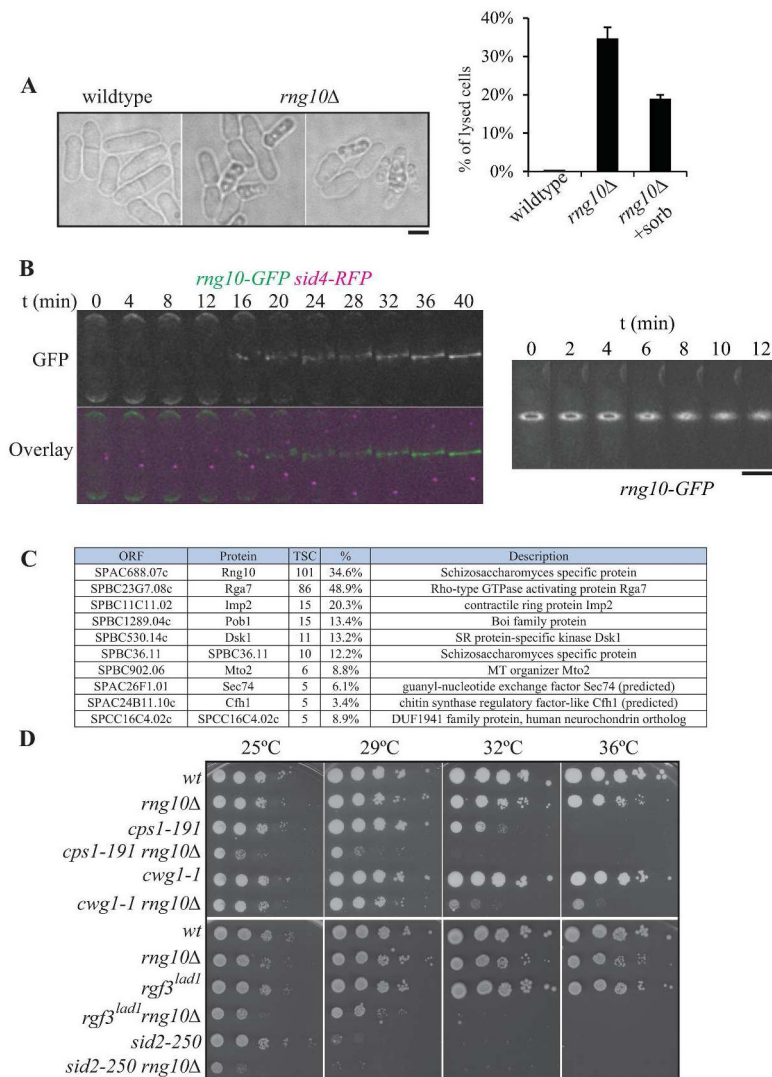 A
wildtype rng10Δ
% of lysed cells
40%
30%
20%
10%
0%
wildtype
rng10Δ
rng10Δ
+sorb
B
rng10-GFP sid4-RFP
t (min) 0 4 8 12 16 20 24 28 32 36 40
GFP
Overlay
t (min)
0 2 4 6 8 10 12
rng10-GFP
C
ORF Protein TSC % Description
SPAC688.07c Rng10 101 34.6% Schizosaccharomyces specific protein
SPBC23G7.08c Rga7 86 48.9% Rho-type GTPase activating protein Rga7
SPBC11C11.02 Imp2 15 20.3% contractile ring protein Imp2
SPBC1289.04c Pob1 15 13.4% Boi family protein
SPBC530.14c Dsk1 11 13.2% SR protein-specific kinase Dsk1
SPBC36.11 SPBC36.11 10 12.2% Schizosaccharomyces specific protein
SPBC902.06 Mto2 6 8.8% MT organizer Mto2
SPAC26F1.01 Sec74 5 6.1% guanyl-nucleotide exchange factor Sec74 (predicted)
SPAC24B11.10c Cfh1 5 3.4% chitin synthase regulatory factor-like Cfh1 (predicted)
SPCC16C4.02c SPCC16C4.02c 5 8.9% DUF1941 family protein, human neurochondrin ortholog
D
25ºC 29ºC 32ºC 36ºC
wt
rng10Δ
cps1-191
cps1-191 rng10Δ
cwg1-1
cwg1-1 rng10Δ
wt
rng10Δ
rgf3lad1
rgf3lad1rng10Δ
sid2-250
sid2-250 rng10Δ